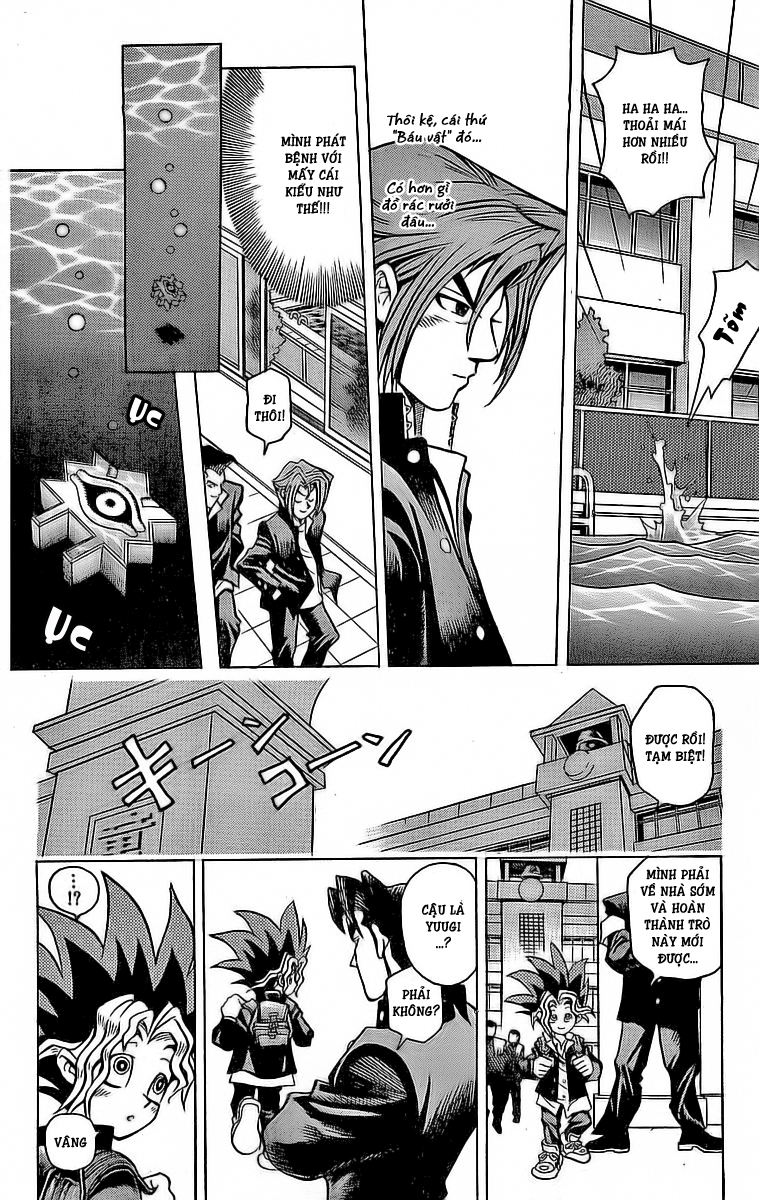 HA HA HA...
THOẢI MÁI
HƠN NHIỀU
RỒI!!
TÕM
Thôi kệ, cái thứ
"Báu vật" đó...
Có hơn gì
đồ rác rưởi
đâu...
MÌNH PHÁT
BỆNH VỚI
MẤY CÁI
KIỂU NHƯ
THẾ!!!
ĐI
THÔI!
ỤC
ỤC
ĐƯỢC RỒI!
TẠM BIỆT!
キーンコーン
MÌNH PHẢI
VỀ NHÀ SỚM
VÀ HOÀN
THÀNH TRÒ
NÀY MỚI
ĐƯỢC...
CẬU LÀ
YUUGI
...?
PHẢI
KHÔNG?
...!?
VÂNG